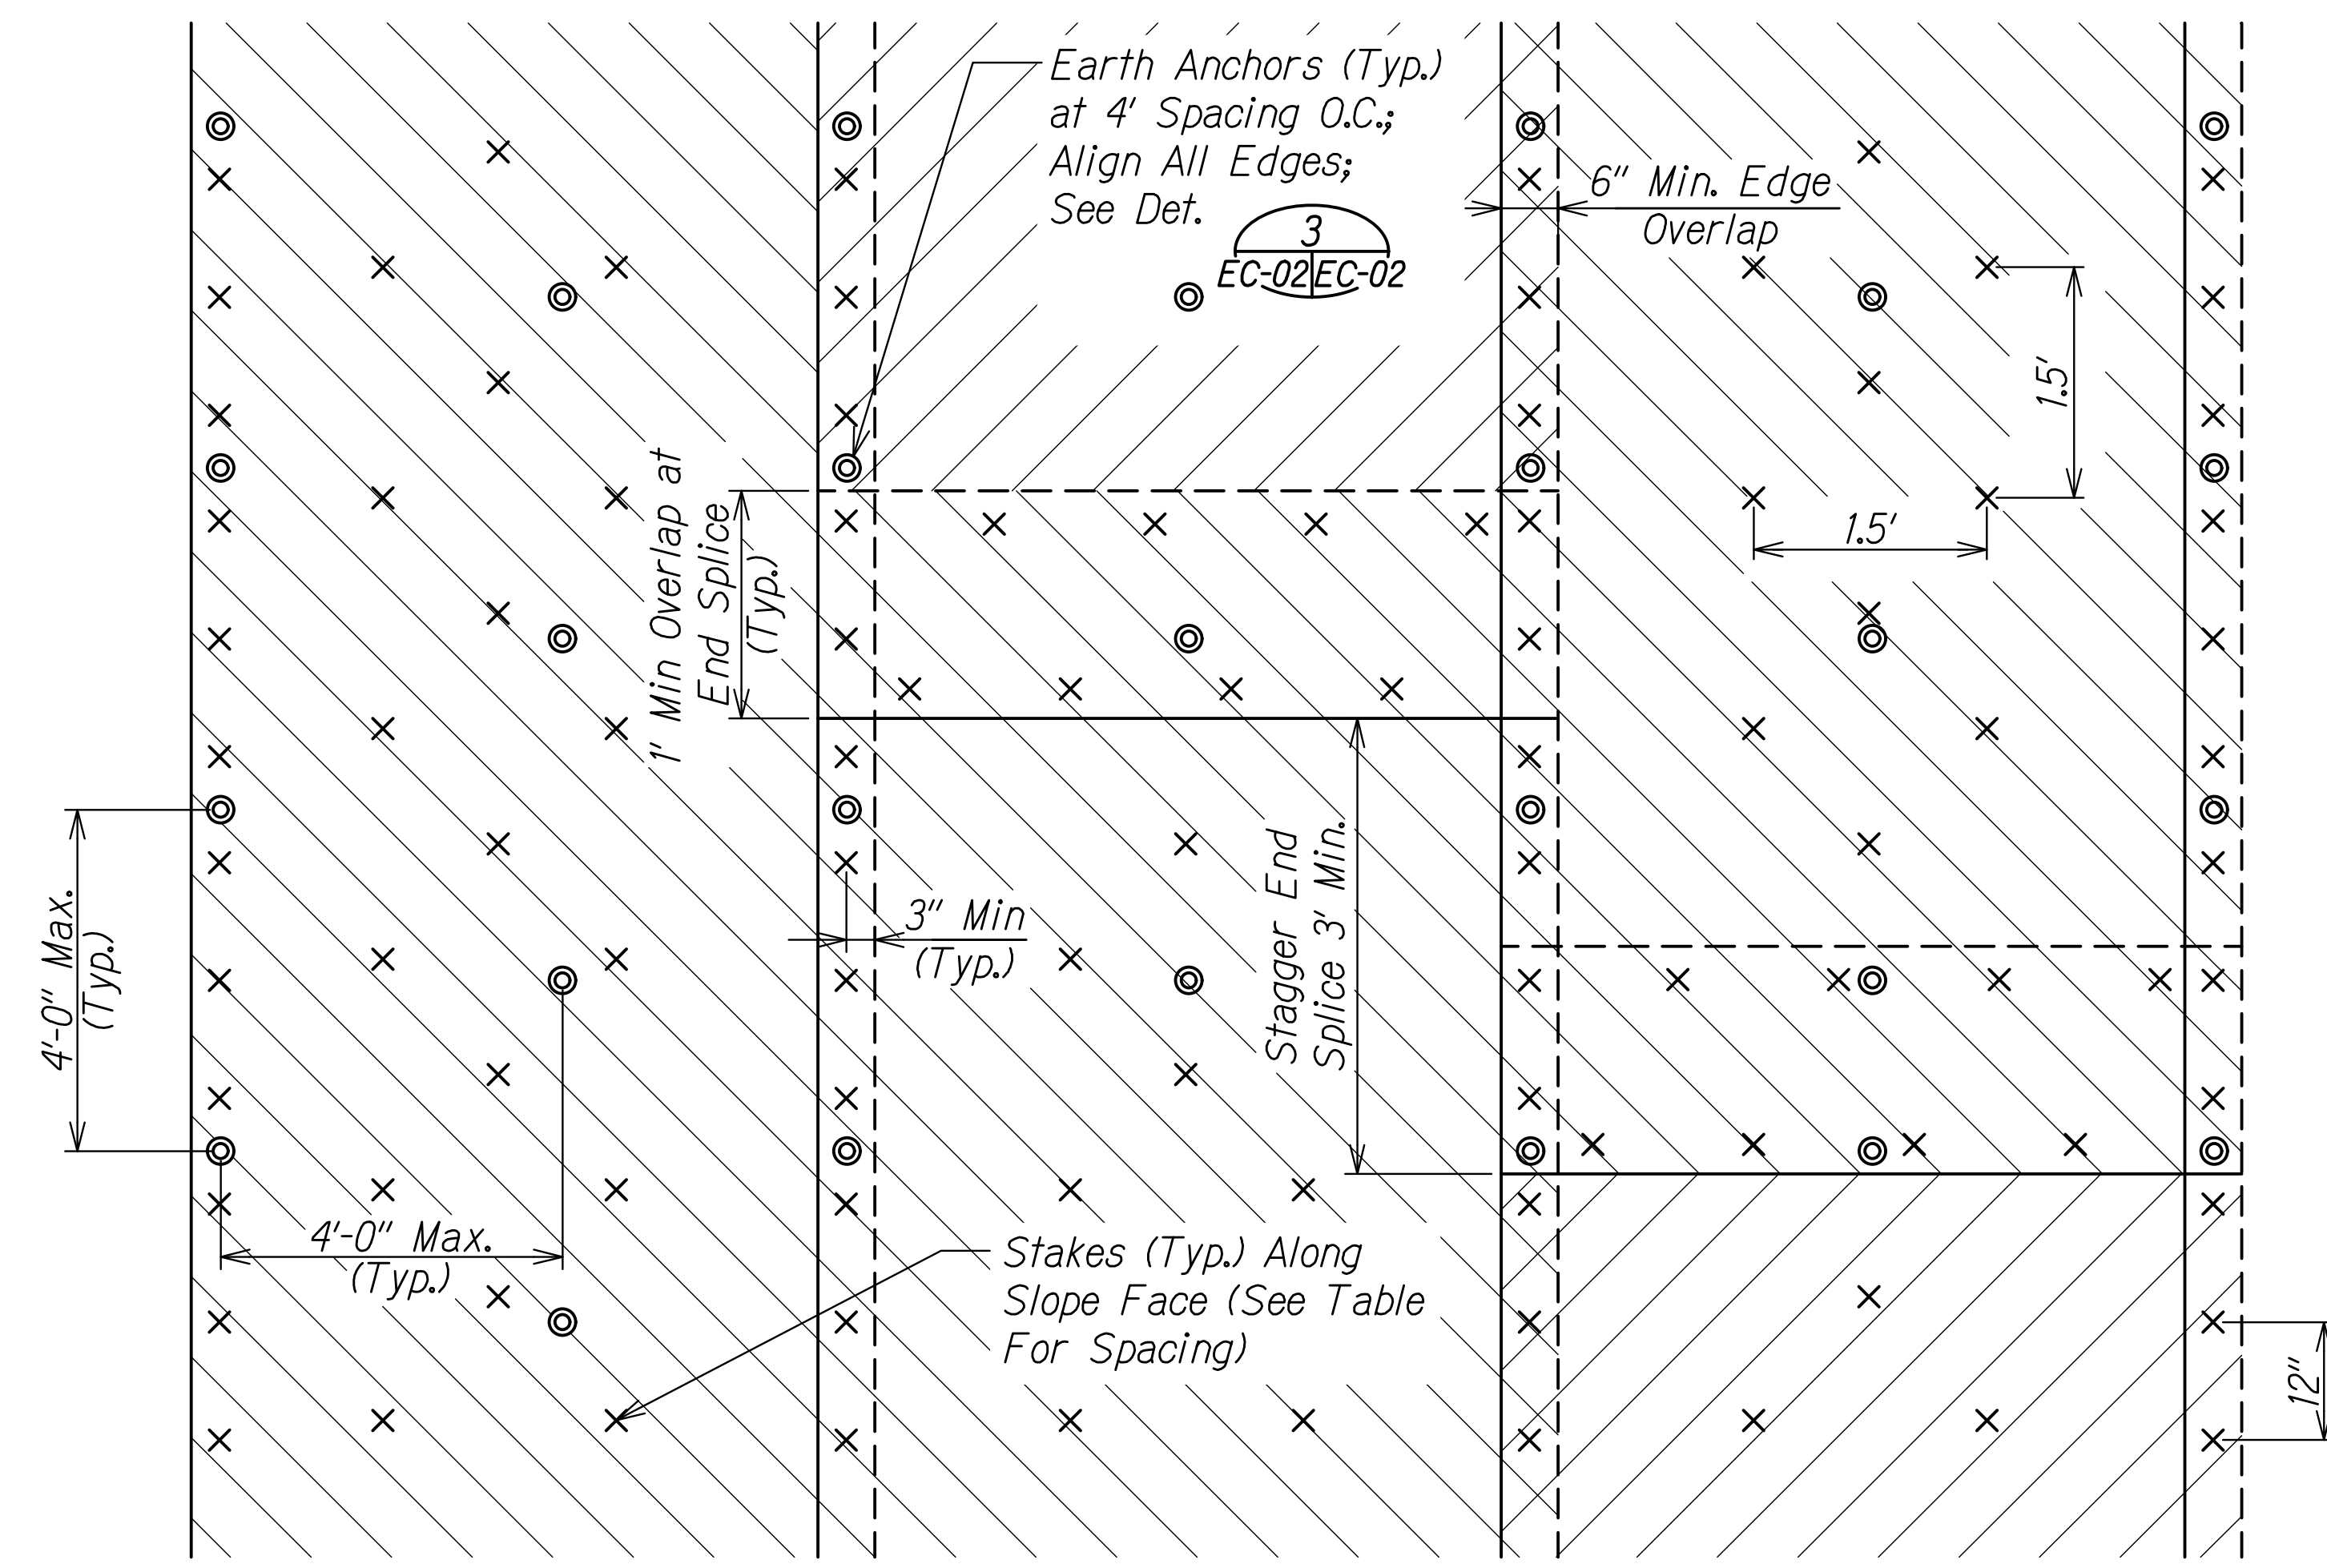 Earth Anchors (Typ.)
at 4' Spacing O.C.;
Align All Edges;
See Det.
3
EC-02 EC-02
6" Min. Edge
Overlap
1.5'
1.5'
1' Min Overlap at
End Splice
(Typ.)
4'-0" Max.
(Typ.)
3" Min
(Typ.)
Stagger End
Splice 3' Min.
4'-0" Max.
(Typ.)
Stakes (Typ.) Along
Slope Face (See Table
For Spacing)
12"